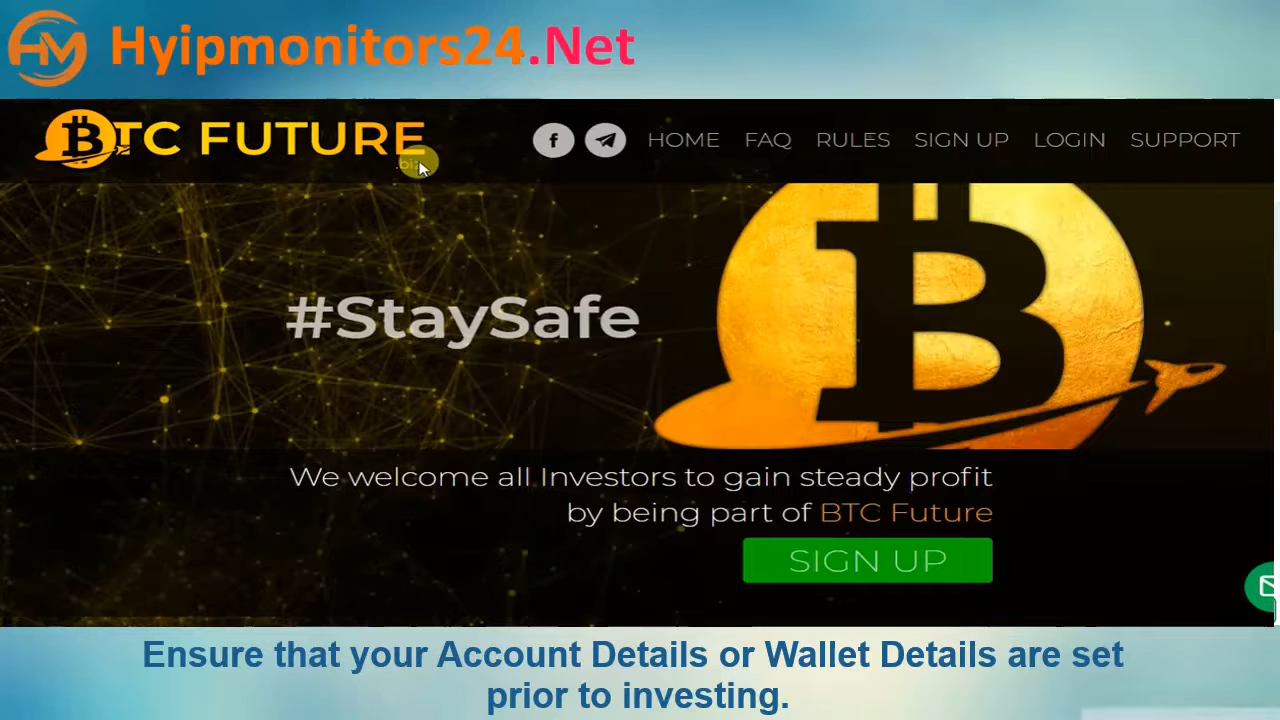 Hyipmonitors24.Net
BTC FUTURE
.biz
HOME FAQ RULES SIGN UP LOGIN SUPPORT
#StaySafe
We welcome all Investors to gain steady profit
by being part of BTC Future
SIGN UP
Ensure that your Account Details or Wallet Details are set
prior to investing.